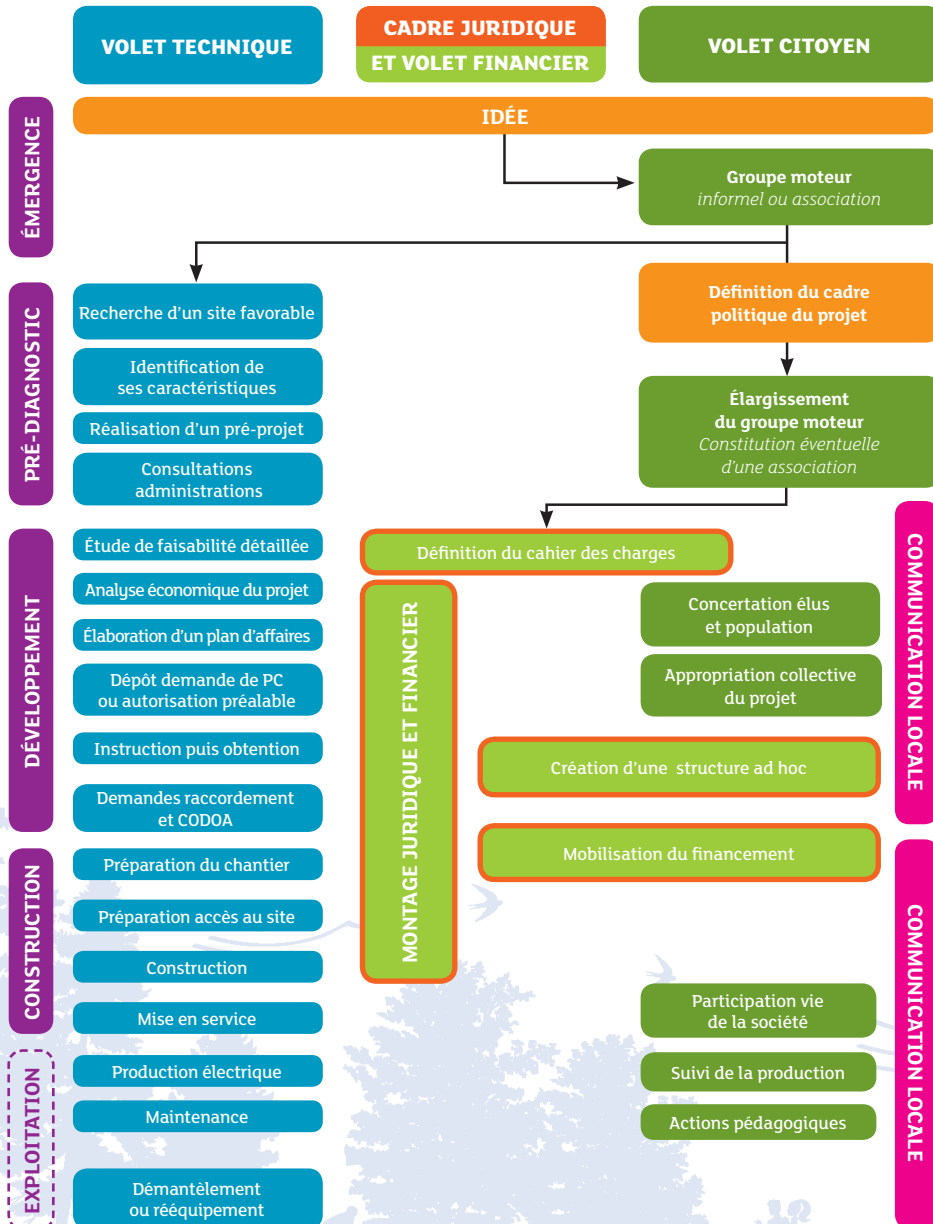 VOLET TECHNIQUE
CADRE JURIDIQUE
ET VOLET FINANCIER
VOLET CITOYEN
ÉMERGENCE
IDÉE
Groupe moteur
informel ou association
PRÉ-DIAGNOSTIC
Recherche d'un site favorable
Identification de
ses caractéristiques
Réalisation d'un pré-projet
Consultations
administrations
Définition du cadre
politique du projet
Élargissement
du groupe moteur
Constitution éventuelle
d'une association
DÉVELOPPEMENT
Étude de faisabilité détaillée
Analyse économique du projet
Élaboration d'un plan d'affaires
Dépôt demande de PC
ou autorisation préalable
Instruction puis obtention
Demandes raccordement
et CODOA
Définition du cahier des charges
MONTAGE JURIDIQUE ET FINANCIER
Concertation élus
et population
Appropriation collective
du projet
Création d'une structure ad hoc
Mobilisation du financement
COMMUNICATION LOCALE
CONSTRUCTION
Préparation du chantier
Préparation accès au site
Construction
Mise en service
Participation vie
de la société
COMMUNICATION LOCALE
EXPLOITATION
Production électrique
Maintenance
Démantèlement
ou rééquipement
Suivi de la production
Actions pédagogiques